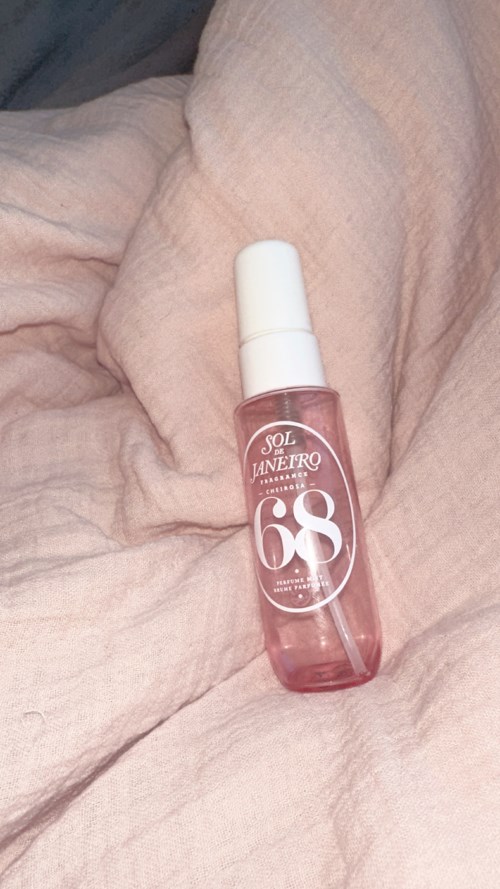 SOL
DE
JANEIRO
FRAGRANCE
CHEIROSA
68
PERFUME MIST
BRUME PARFUMÉE